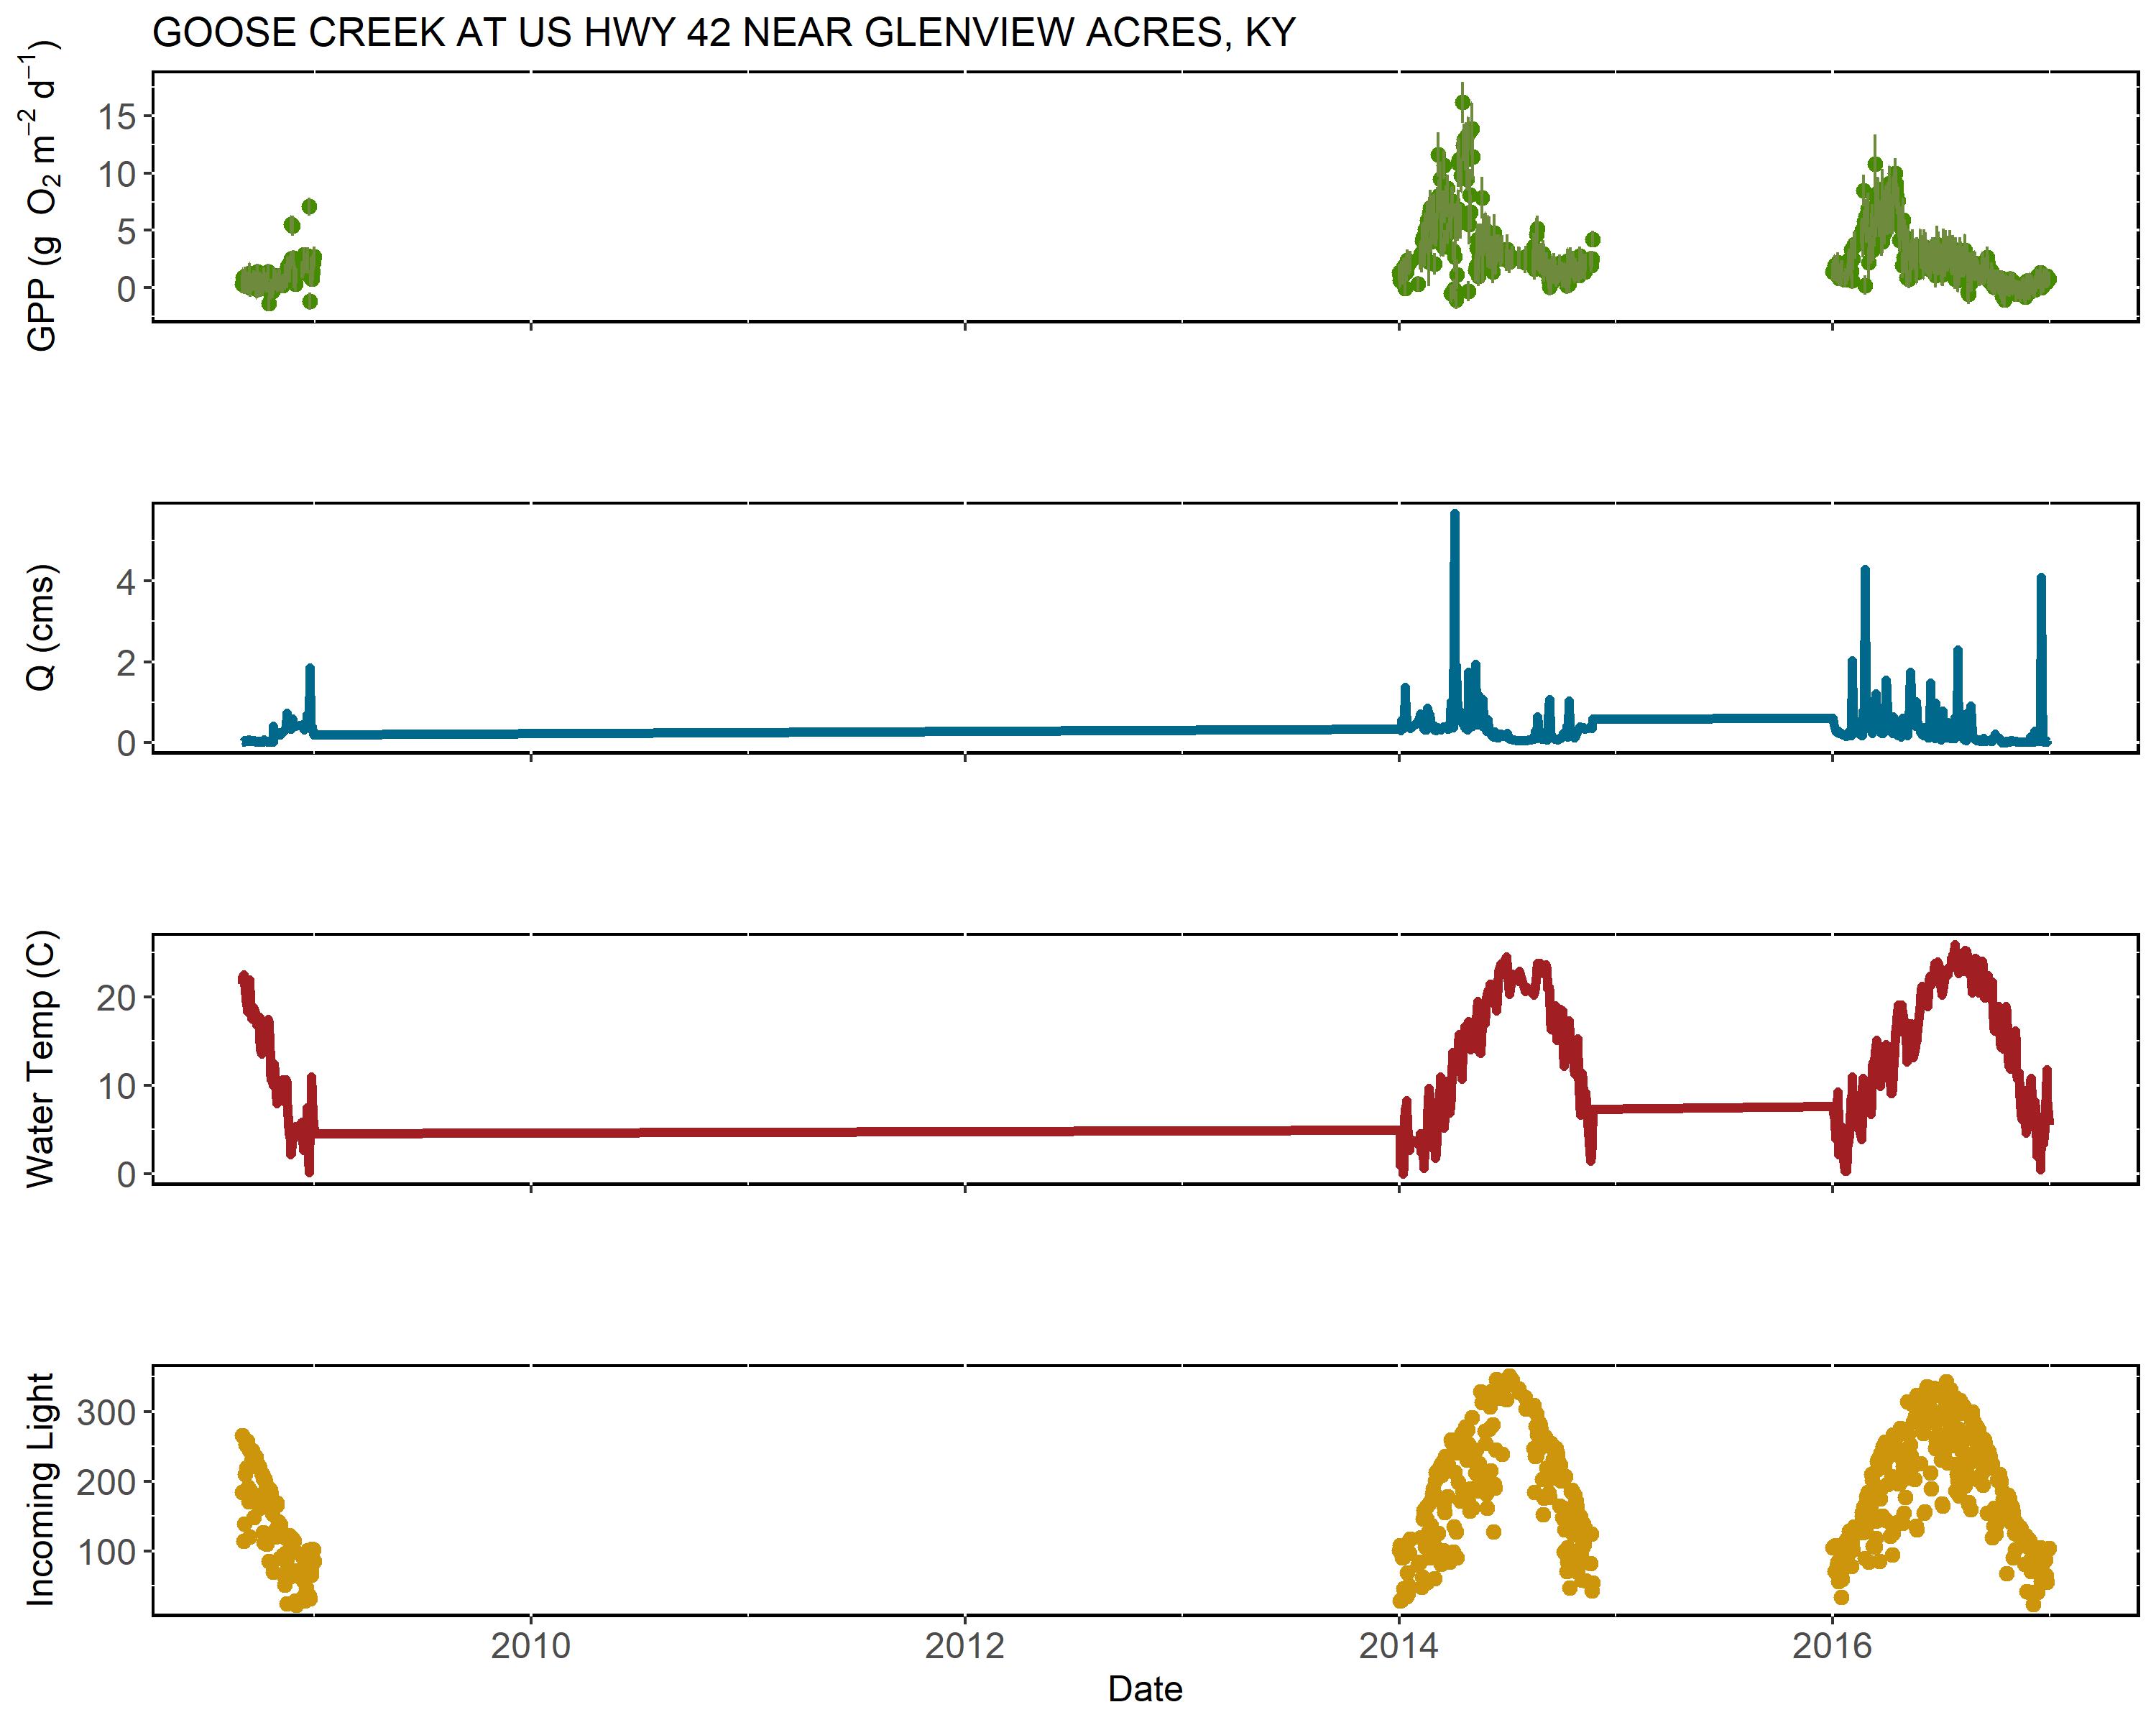 GOOSE CREEK AT US HWY 42 NEAR GLENVIEW ACRES, KY
GPP (g O₂ m⁻² d⁻¹)
15
10
5
0
Q (cms)
4
2
0
Water Temp (C)
20
10
0
Incoming Light
300
200
100
2010 2012 2014 2016
Date